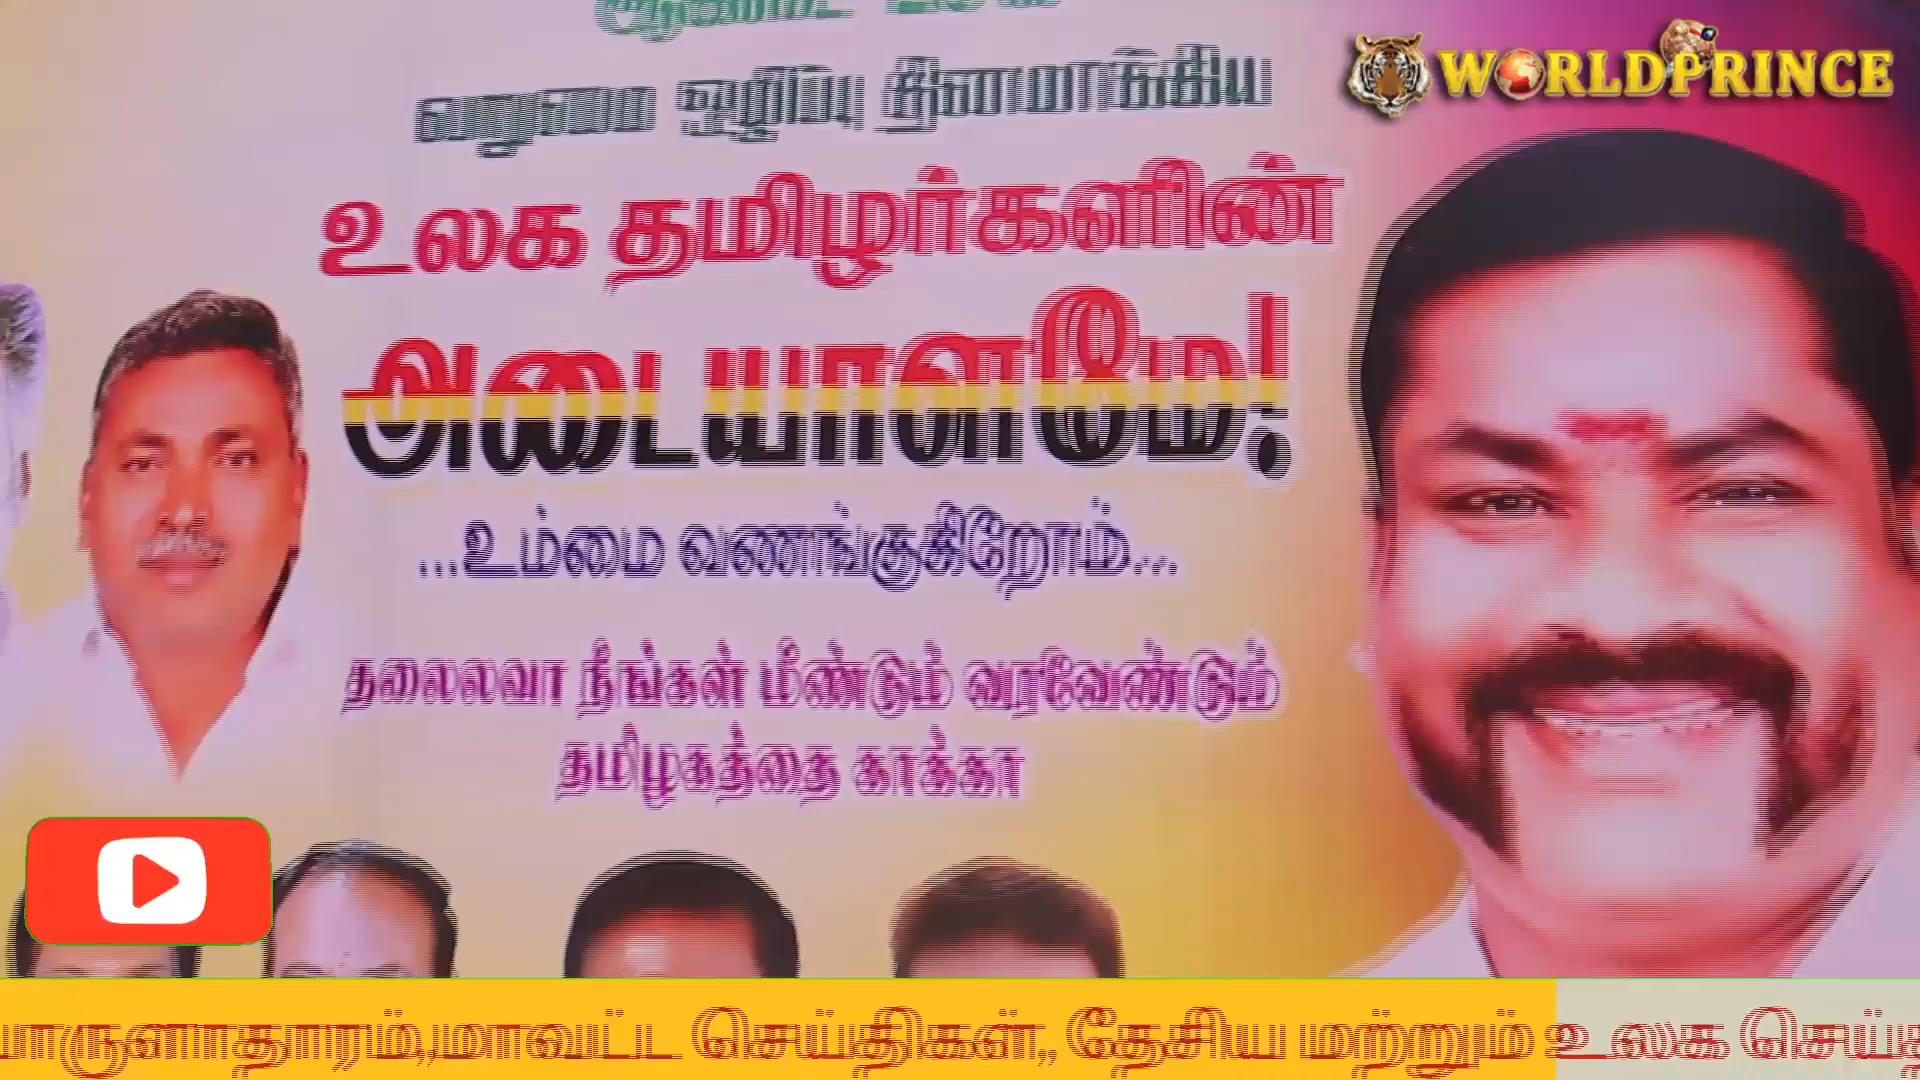 WORLDPRINCE
வறுமை ஒழிப்பு தினமாக்கிய
உலக தமிழர்களின்
அடையாளமே!
...உம்மை வணங்குகிறோம்...
தலைவா நீங்கள் மீண்டும் வரவேண்டும்
தமிழகத்தை காக்கா
மாவட்ட செய்திகள்,, தேசிய மற்றும் உலக